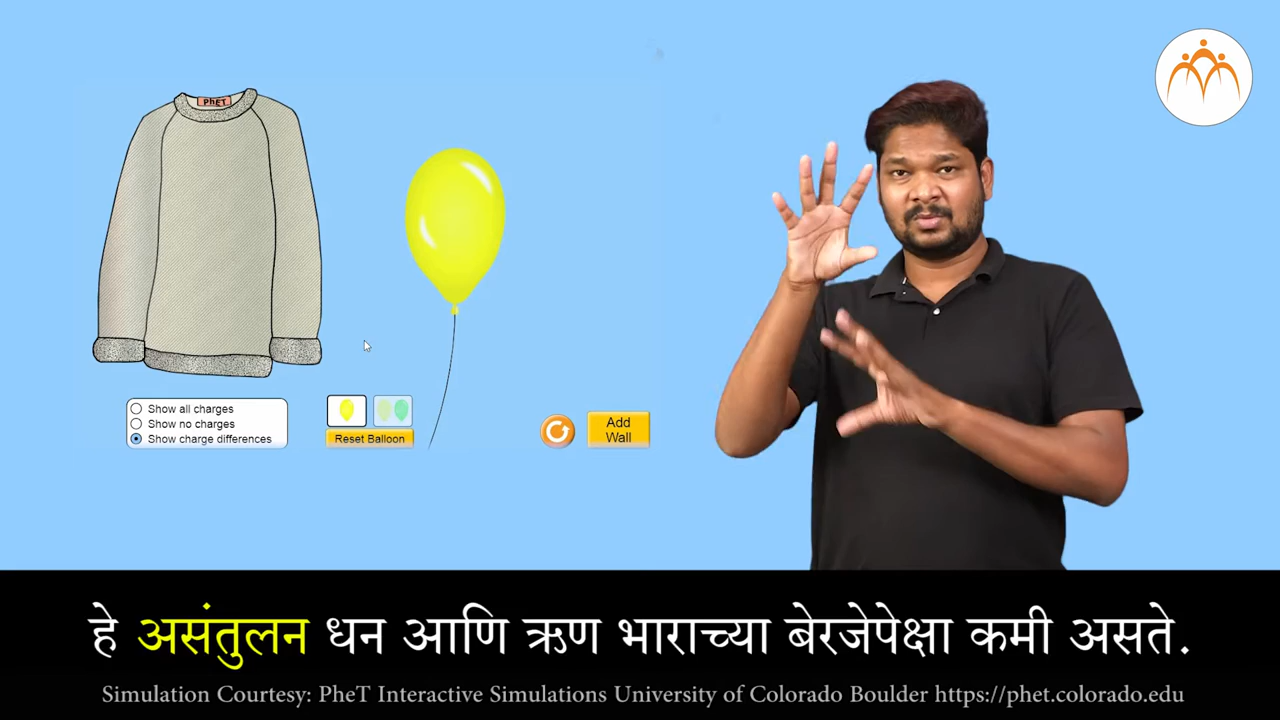 PhET
Show all charges
Show no charges
Show charge differences
Reset Balloon
Add
Wall
हे असंतुलन धन आणि ऋण भाराच्या बेरजेपेक्षा कमी असते.
Simulation Courtesy: PheT Interactive Simulations University of Colorado Boulder https://phet.colorado.edu